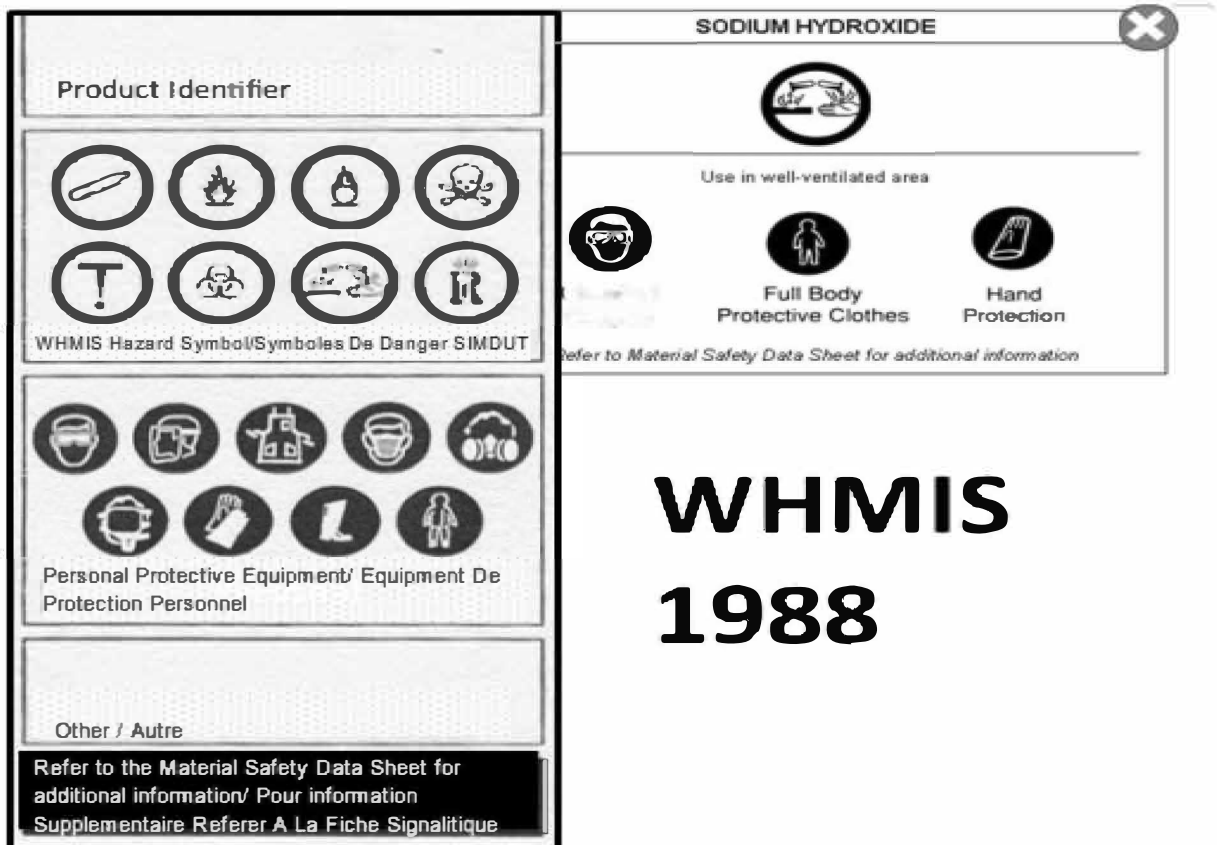 Product Identifier
WHMIS Hazard Symbol/Symboles De Danger SIMDUT
Personal Protective Equipment/ Equipment De
Protection Personnel
Other / Autre
Refer to the Material Safety Data Sheet for
additional information/ Pour information
Supplementaire Referer A La Fiche Signalitique
SODIUM HYDROXIDE
Use in well-ventilated area
Full Body
Protective Clothes
Hand
Protection
to Material Safety Data Sheet for additional information
WHMIS
1988